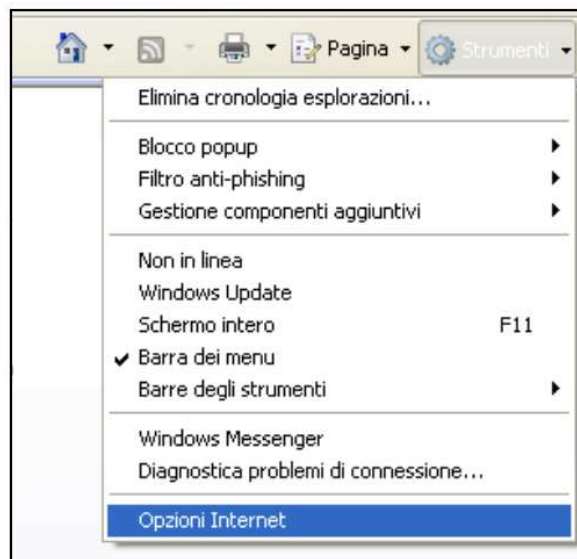 Pagina Strumenti
Elimina cronologia esplorazioni...
Blocco popup
Filtro anti-phishing
Gestione componenti aggiuntivi
Non in linea
Windows Update
Schermo intero F11
Barra dei menu
Barre degli strumenti
Windows Messenger
Diagnostica problemi di connessione...
Opzioni Internet